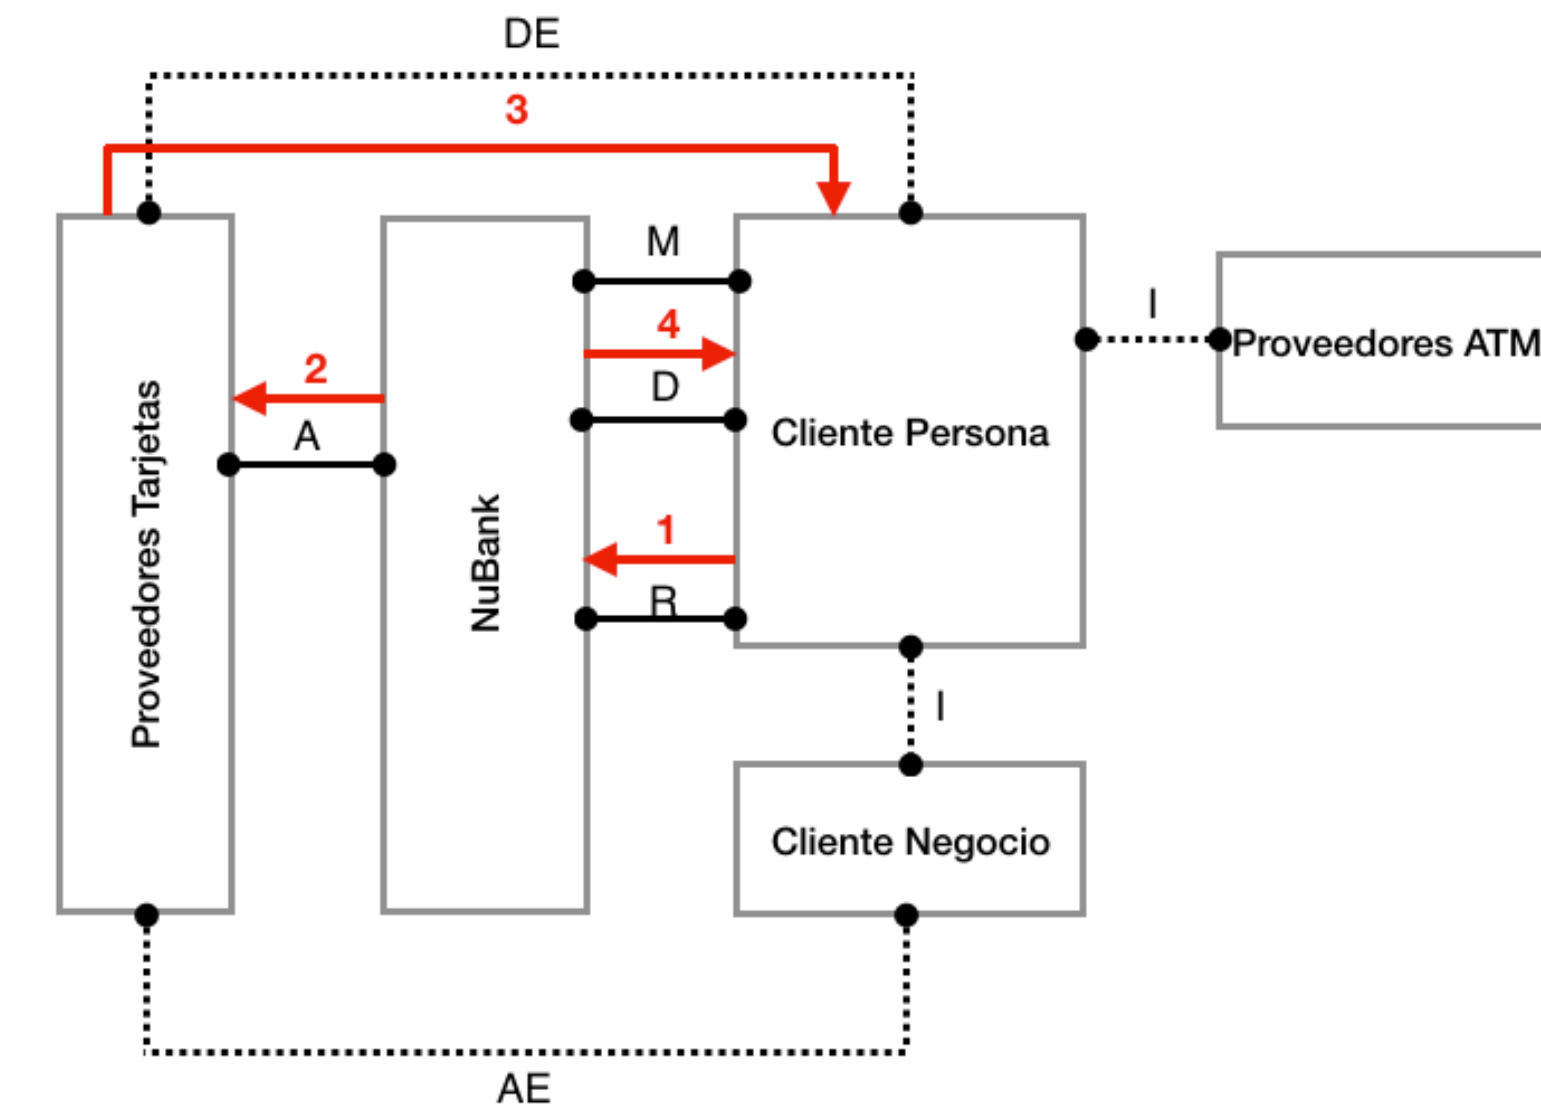 DE
3
M
4
I
Proveedores ATM
2
D
A
Cliente Persona
Proveedores Tarjetas
NuBank
1
R
I
Cliente Negocio
AE